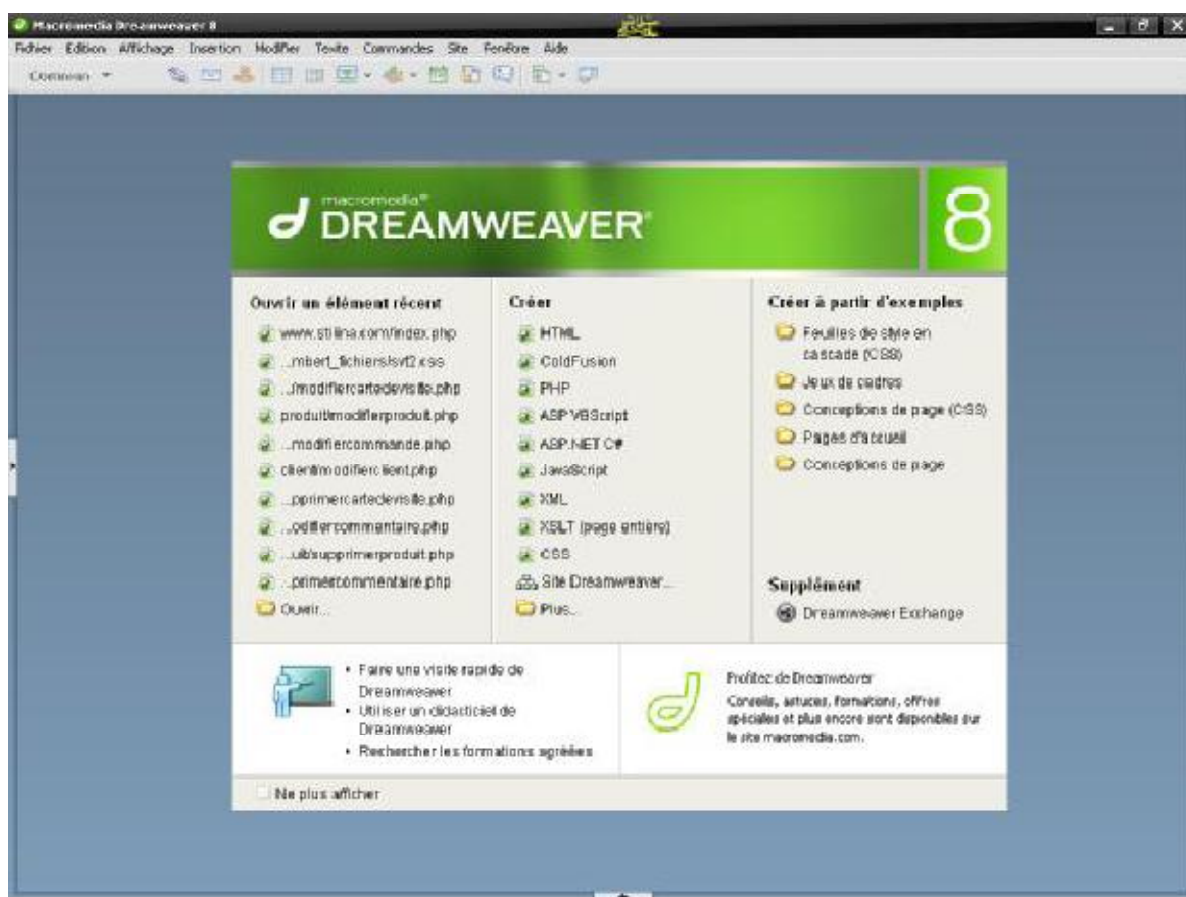 Macromedia Dreamweaver 8
Fichier Edition Affichage Insertion Modifier Texte Commandes Site Fenêtre Aide
Commun
macromedia®
DREAMWEAVER®
8
Ouvrir un élément récent
www.stilina.com/index.php
...mbert_fichiers/svt2.css
.../modifiercartedevisite.php
produit/modifierproduit.php
...modifiercommande.php
client/modifierclient.php
...pprimercartedevisite.php
...odifiercommentaire.php
...uit/supprimerproduit.php
...primercommentaire.php
Ouvrir...
Créer
HTML
ColdFusion
PHP
ASP VBScript
ASP.NET C#
JavaScript
XML
XSLT (page entière)
CSS
Site Dreamweaver...
Plus...
Créer à partir d'exemples
Feuilles de style en
cascade (CSS)
Jeux de cadres
Conceptions de page (CSS)
Pages d'accueil
Conceptions de page
Supplément
Dreamweaver Exchange
• Faire une visite rapide de
Dreamweaver
• Utiliser un didacticiel de
Dreamweaver
• Rechercher les formations agréées
Profitez de Dreamweaver
Conseils, astuces, formations, offres
spéciales et plus encore sont disponibles sur
le site macromedia.com.
Ne plus afficher